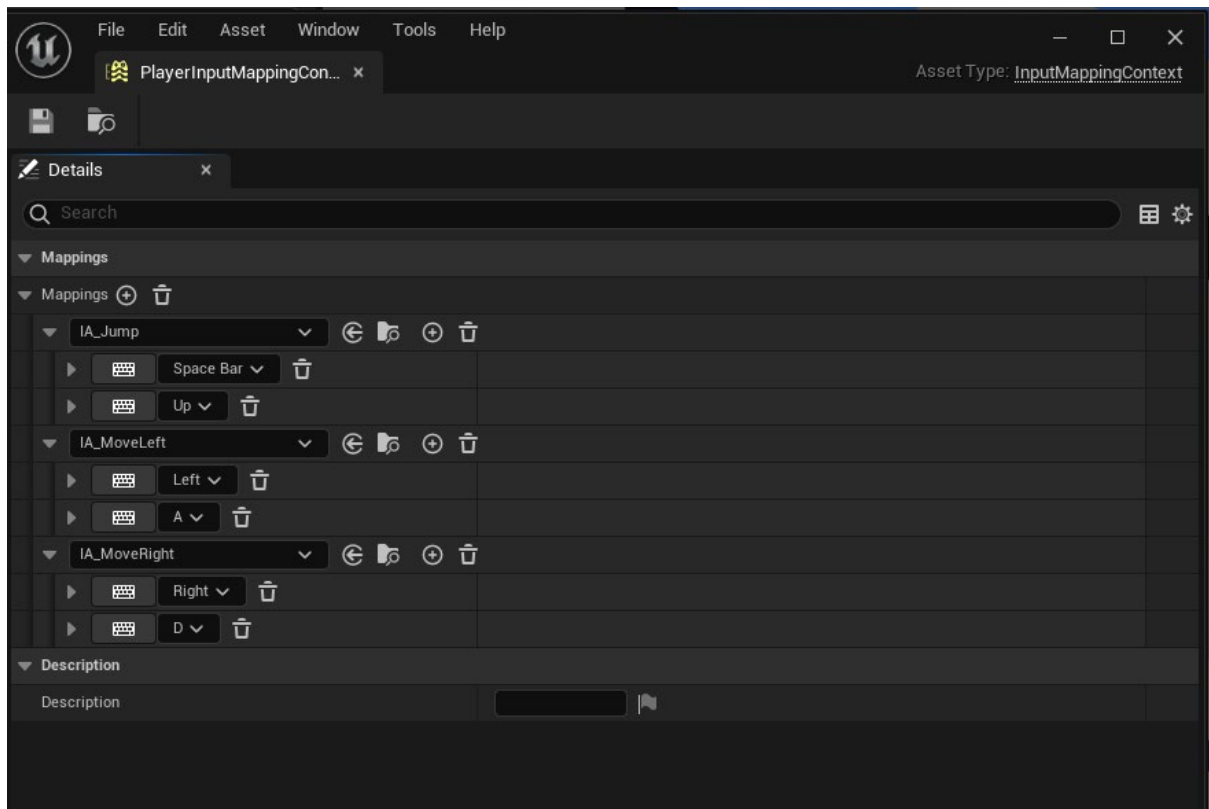 File Edit Asset Window Tools Help
PlayerInputMappingCon...
Asset Type: InputMappingContext
Details
Search
Mappings
Mappings
IA_Jump
Space Bar
Up
IA_MoveLeft
Left
A
IA_MoveRight
Right
D
Description
Description